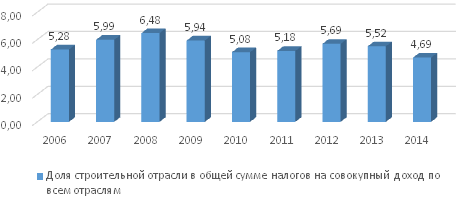 8,00
6,00
4,00
2,00
0,00
5,28 5,99 6,48 5,94 5,08 5,18 5,69 5,52 4,69
2006 2007 2008 2009 2010 2011 2012 2013 2014
Доля строительной отрасли в общей сумме налогов на совокупный доход по
всем отраслям